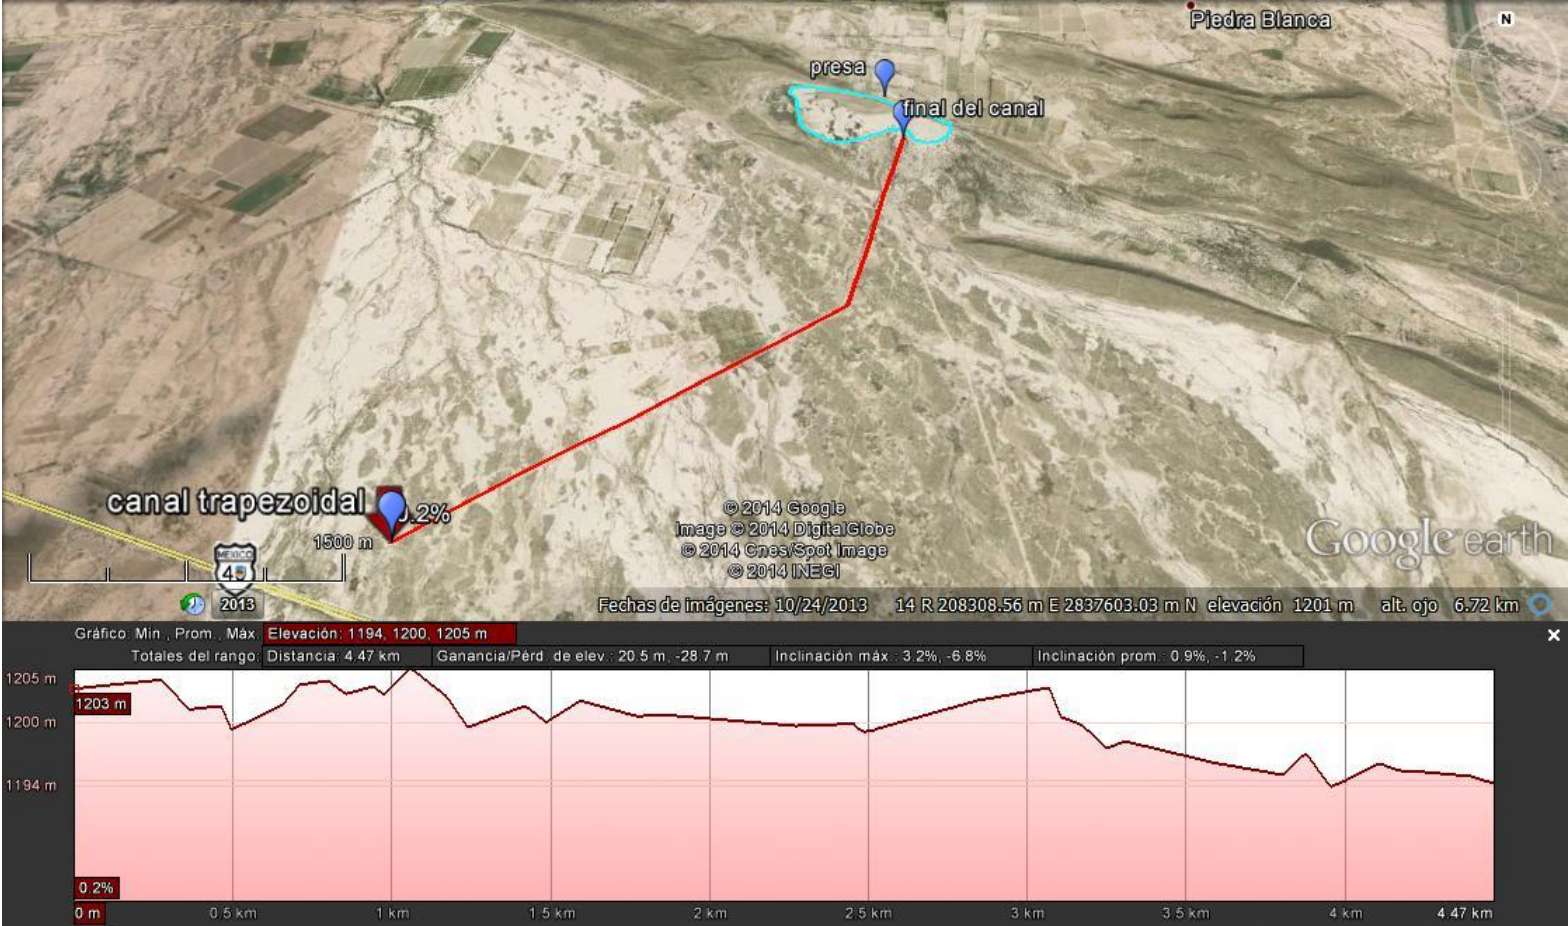 Piedra Blanca
N
presa
final del canal
canal trapezoidal
0.2%
1500 m
MEXICO
2013
© 2014 Google
Image © 2014 DigitalGlobe
© 2014 Cnes/Spot Image
© 2014 INEGI
Google earth
Fechas de imágenes: 10/24/2013 14 R 208308.56 m E 2837603.03 m N elevación 1201 m alt. ojo 6.72 km
Gráfico: Mín., Prom., Máx. Elevación: 1194, 1200, 1205 m
Totales del rango: Distancia: 4.47 km Ganancia/Pérd. de elev.: 20.5 m, -28.7 m Inclinación máx.: 3.2%, -6.8% Inclinación prom.: 0.9%, -1.2%
1205 m
1203 m
1200 m
1194 m
0.2%
0 m 0.5 km 1 km 1.5 km 2 km 2.5 km 3 km 3.5 km 4 km 4.47 km